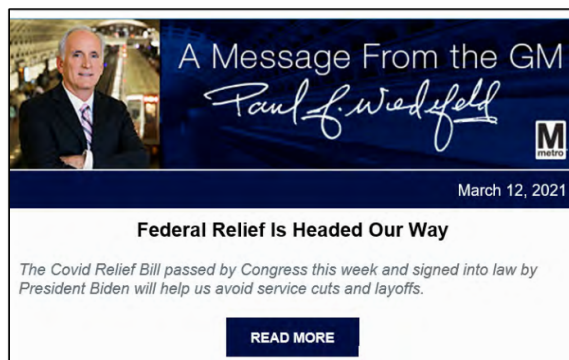 A Message From the GM
Paul J. Wiedefeld
M
metro
March 12, 2021
Federal Relief Is Headed Our Way
The Covid Relief Bill passed by Congress this week and signed into law by
President Biden will help us avoid service cuts and layoffs.
READ MORE